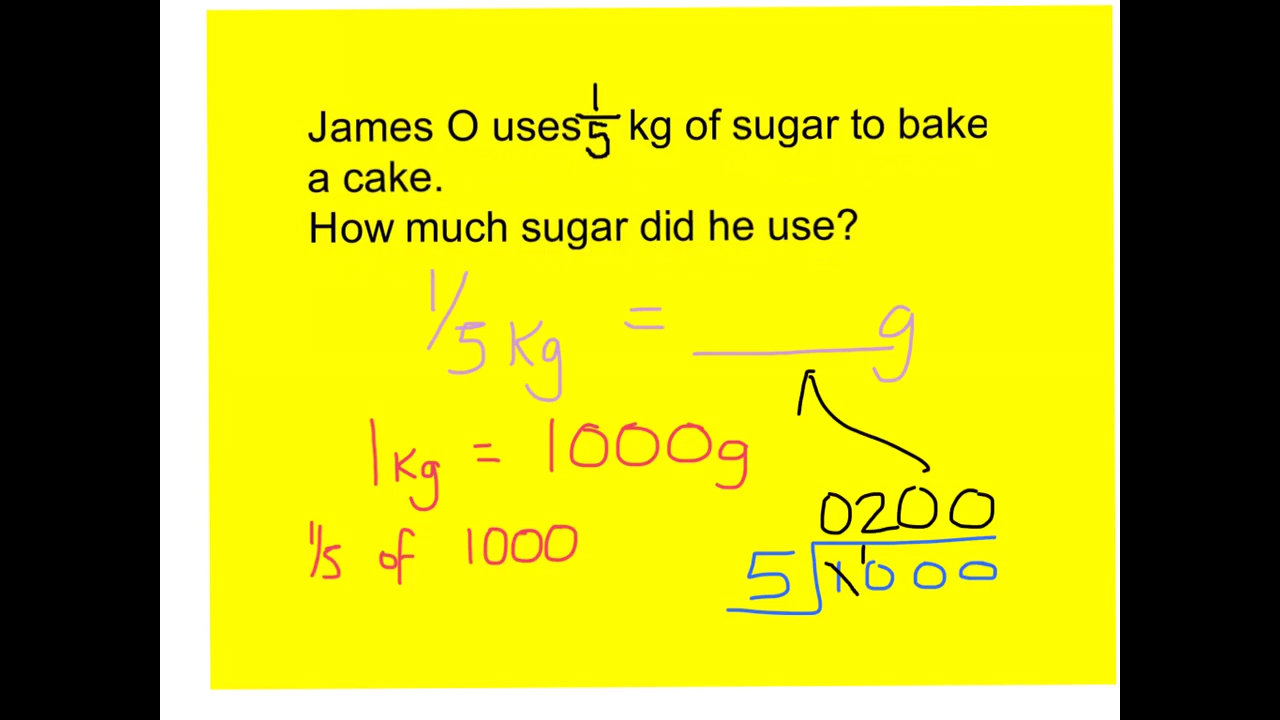 James O uses 1/5 kg of sugar to bake
a cake.
How much sugar did he use?
1/5 kg = ____ g
1kg = 1000g
1/5 of 1000
0200
5 1 1000